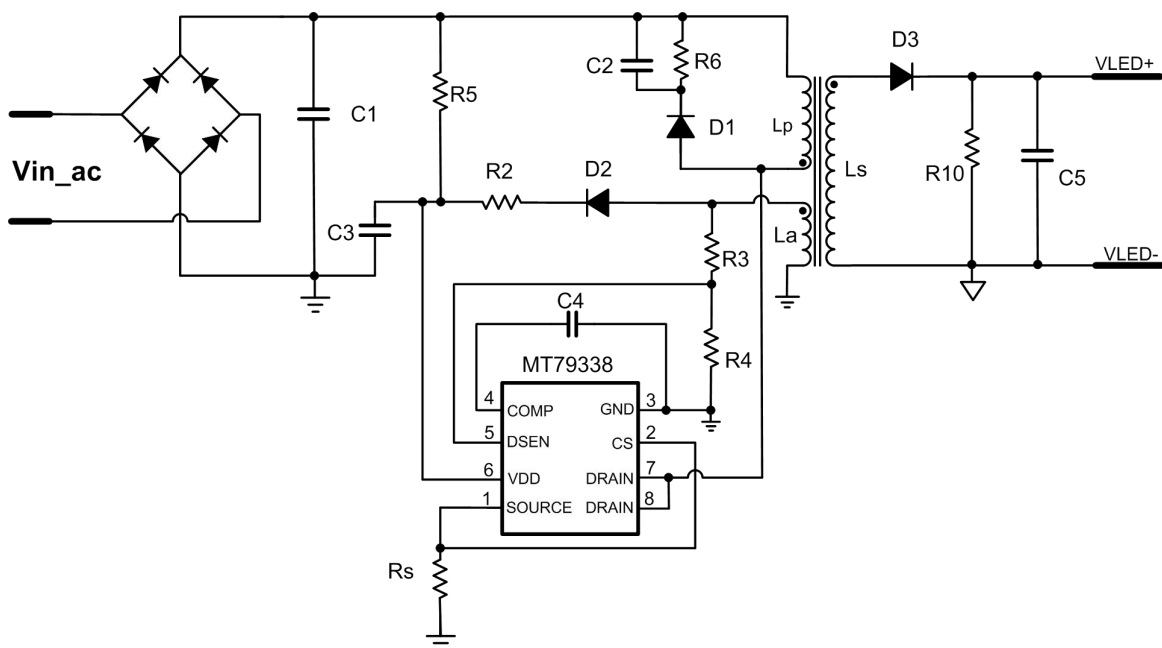 D3
VLED+
C2
R6
C1
R5
D1
Lp
Vin_ac
R2
D2
Ls
R10
C5
C3
La
R3
VLED-
C4
R4
MT79338
4
COMP
GND
3
5
DSEN
CS
2
6
VDD
DRAIN
7
1
SOURCE
DRAIN
8
Rs